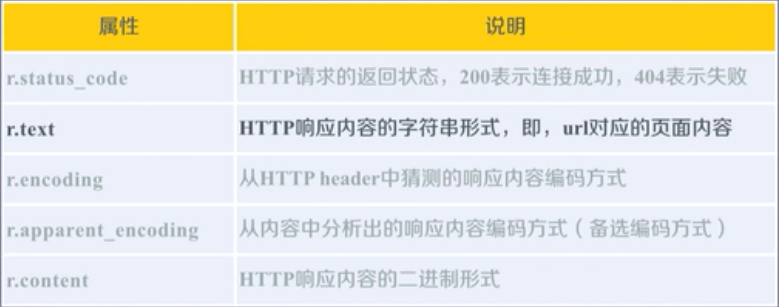 属性 说明
r.status_code HTTP请求的返回状态，200表示连接成功，404表示失败
r.text HTTP响应内容的字符串形式，即，url对应的页面内容
r.encoding 从HTTP header中猜测的响应内容编码方式
r.apparent_encoding 从内容中分析出的响应内容编码方式（备选编码方式）
r.content HTTP响应内容的二进制形式